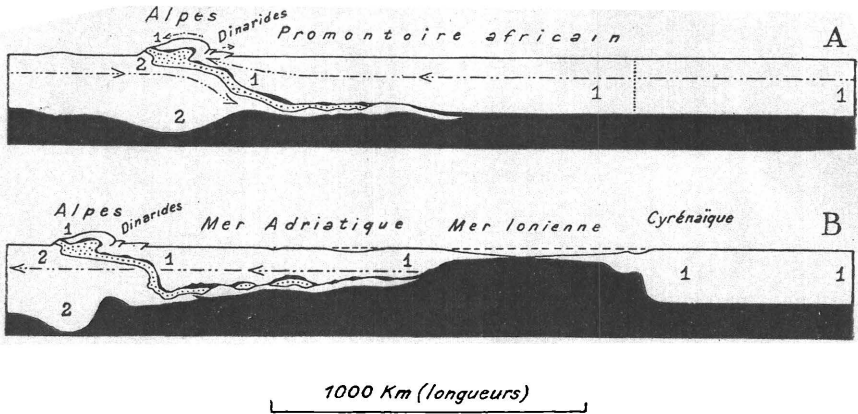 Alpes
Dinarides
Promontoire africain
A
1
2
1
1
1
2
Alpes
Dinarides
Mer Adriatique
Mer Ionienne
Cyrénaïque
B
1
2
1
1
1
1
2
1000 Km (longueurs)